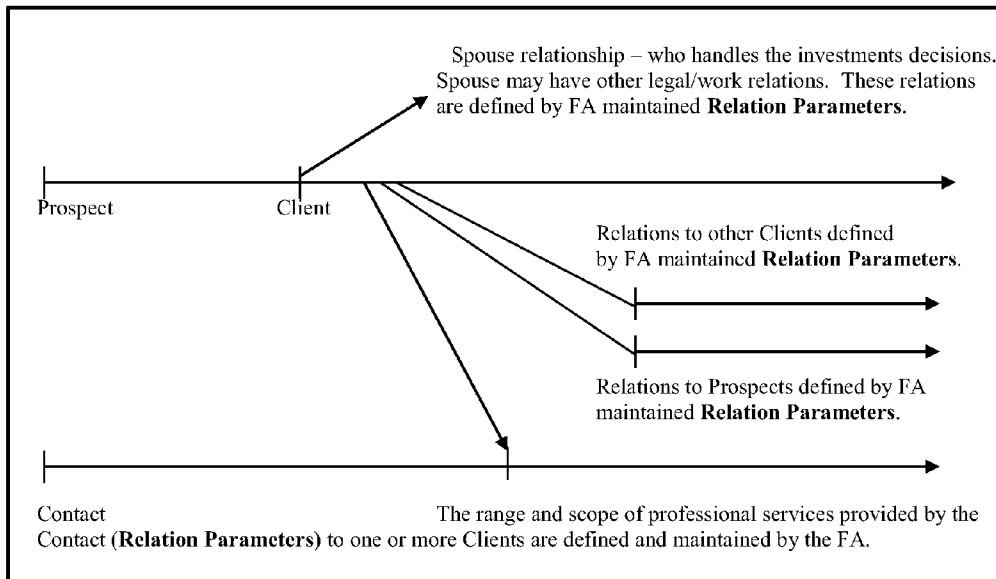 Spouse relationship – who handles the investments decisions.
Spouse may have other legal/work relations. These relations
are defined by FA maintained Relation Parameters.
Prospect
Client
Relations to other Clients defined
by FA maintained Relation Parameters.
Relations to Prospects defined by FA
maintained Relation Parameters.
Contact
The range and scope of professional services provided by the
Contact (Relation Parameters) to one or more Clients are defined and maintained by the FA.